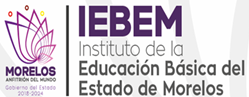 MORELOS
ANFITRIÓN DEL MUNDO
Gobierno del Estado
2018-2024
IEBEM
Instituto de la
Educación Básica del
Estado de Morelos